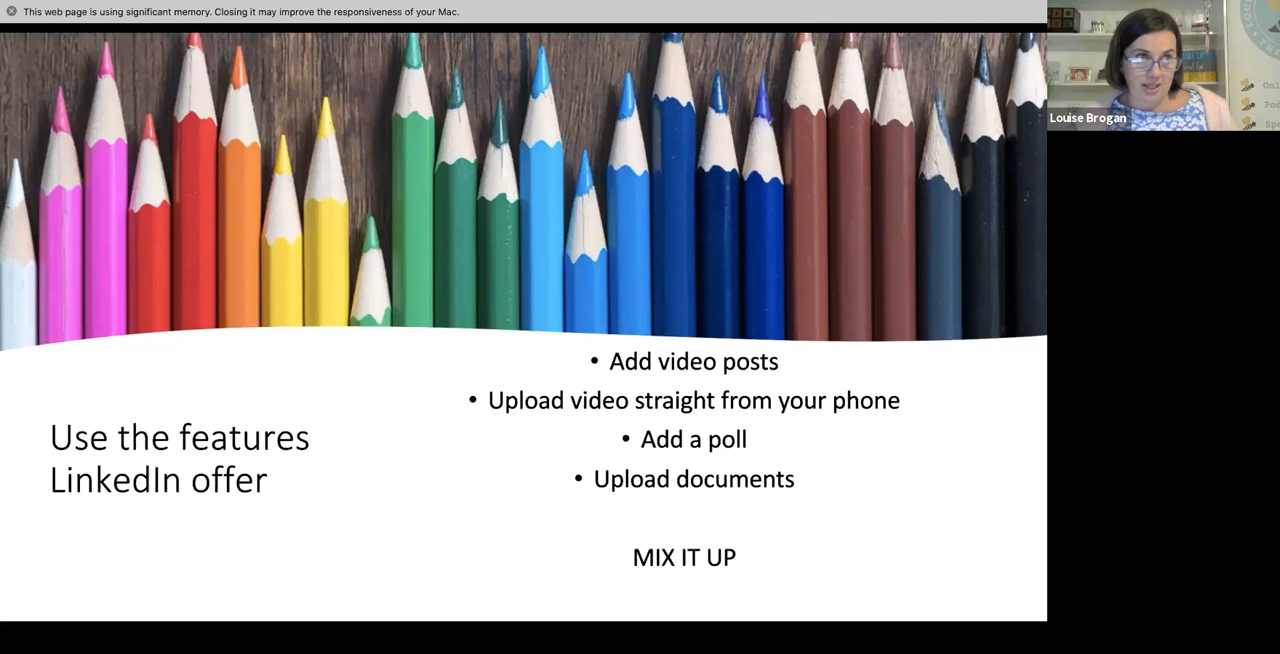 This web page is using significant memory. Closing it may improve the responsiveness of your Mac.
Louise Brogan
• Add video posts
• Upload video straight from your phone
• Add a poll
• Upload documents
Use the features
LinkedIn offer
MIX IT UP